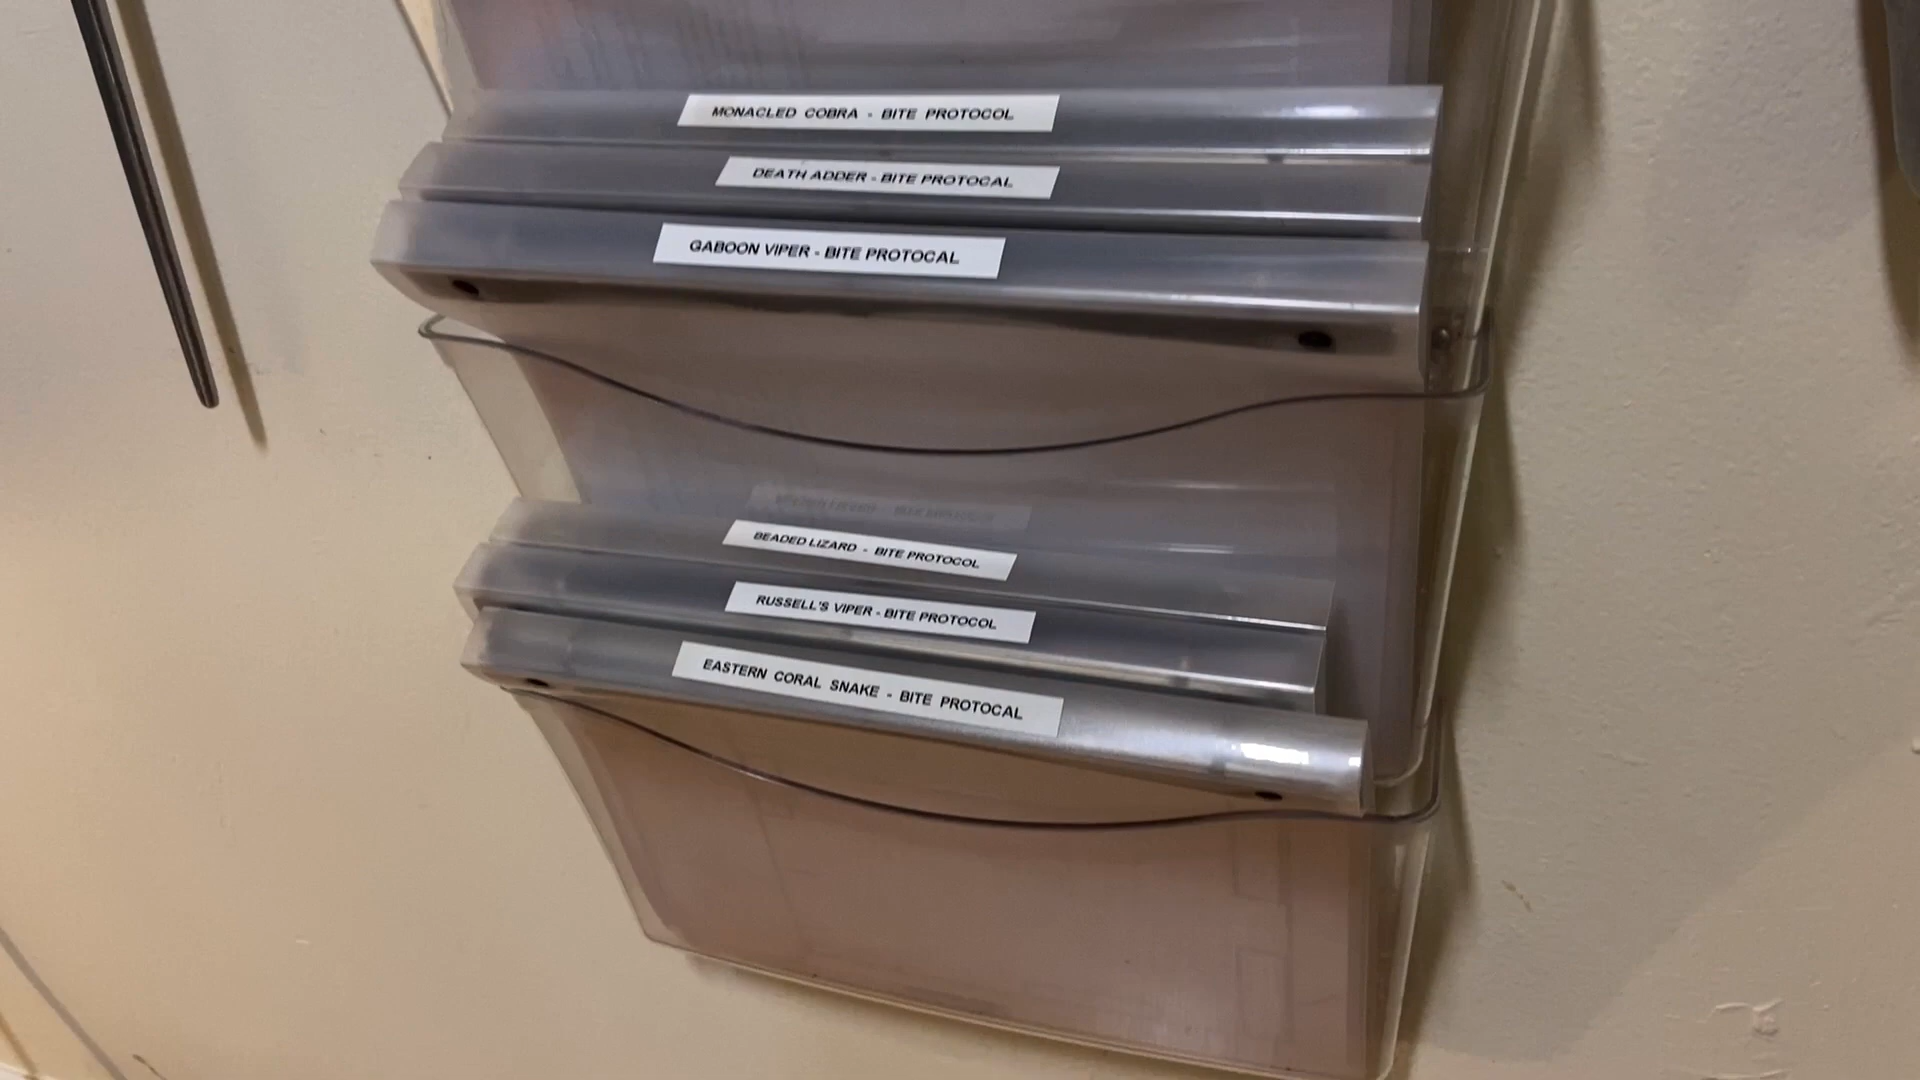 MONACLED COBRA - BITE PROTOCOL
DEATH ADDER - BITE PROTOCAL
GABOON VIPER - BITE PROTOCAL
BEADED LIZARD - BITE PROTOCOL
RUSSELL'S VIPER - BITE PROTOCOL
EASTERN CORAL SNAKE - BITE PROTOCAL